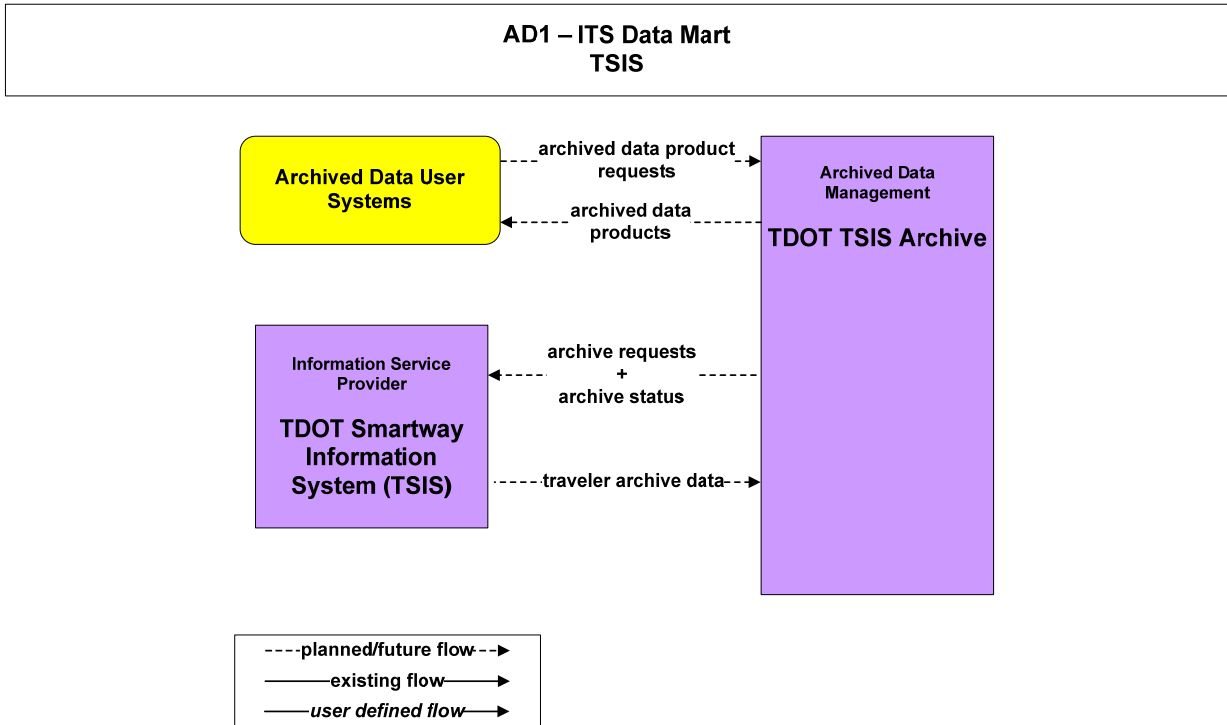 AD1 – ITS Data Mart
TSIS
Archived Data User
Systems
archived data product
requests
archived data
products
Archived Data
Management
TDOT TSIS Archive
Information Service
Provider
TDOT Smartway
Information
System (TSIS)
archive requests
+
archive status
traveler archive data
planned/future flow
existing flow
user defined flow